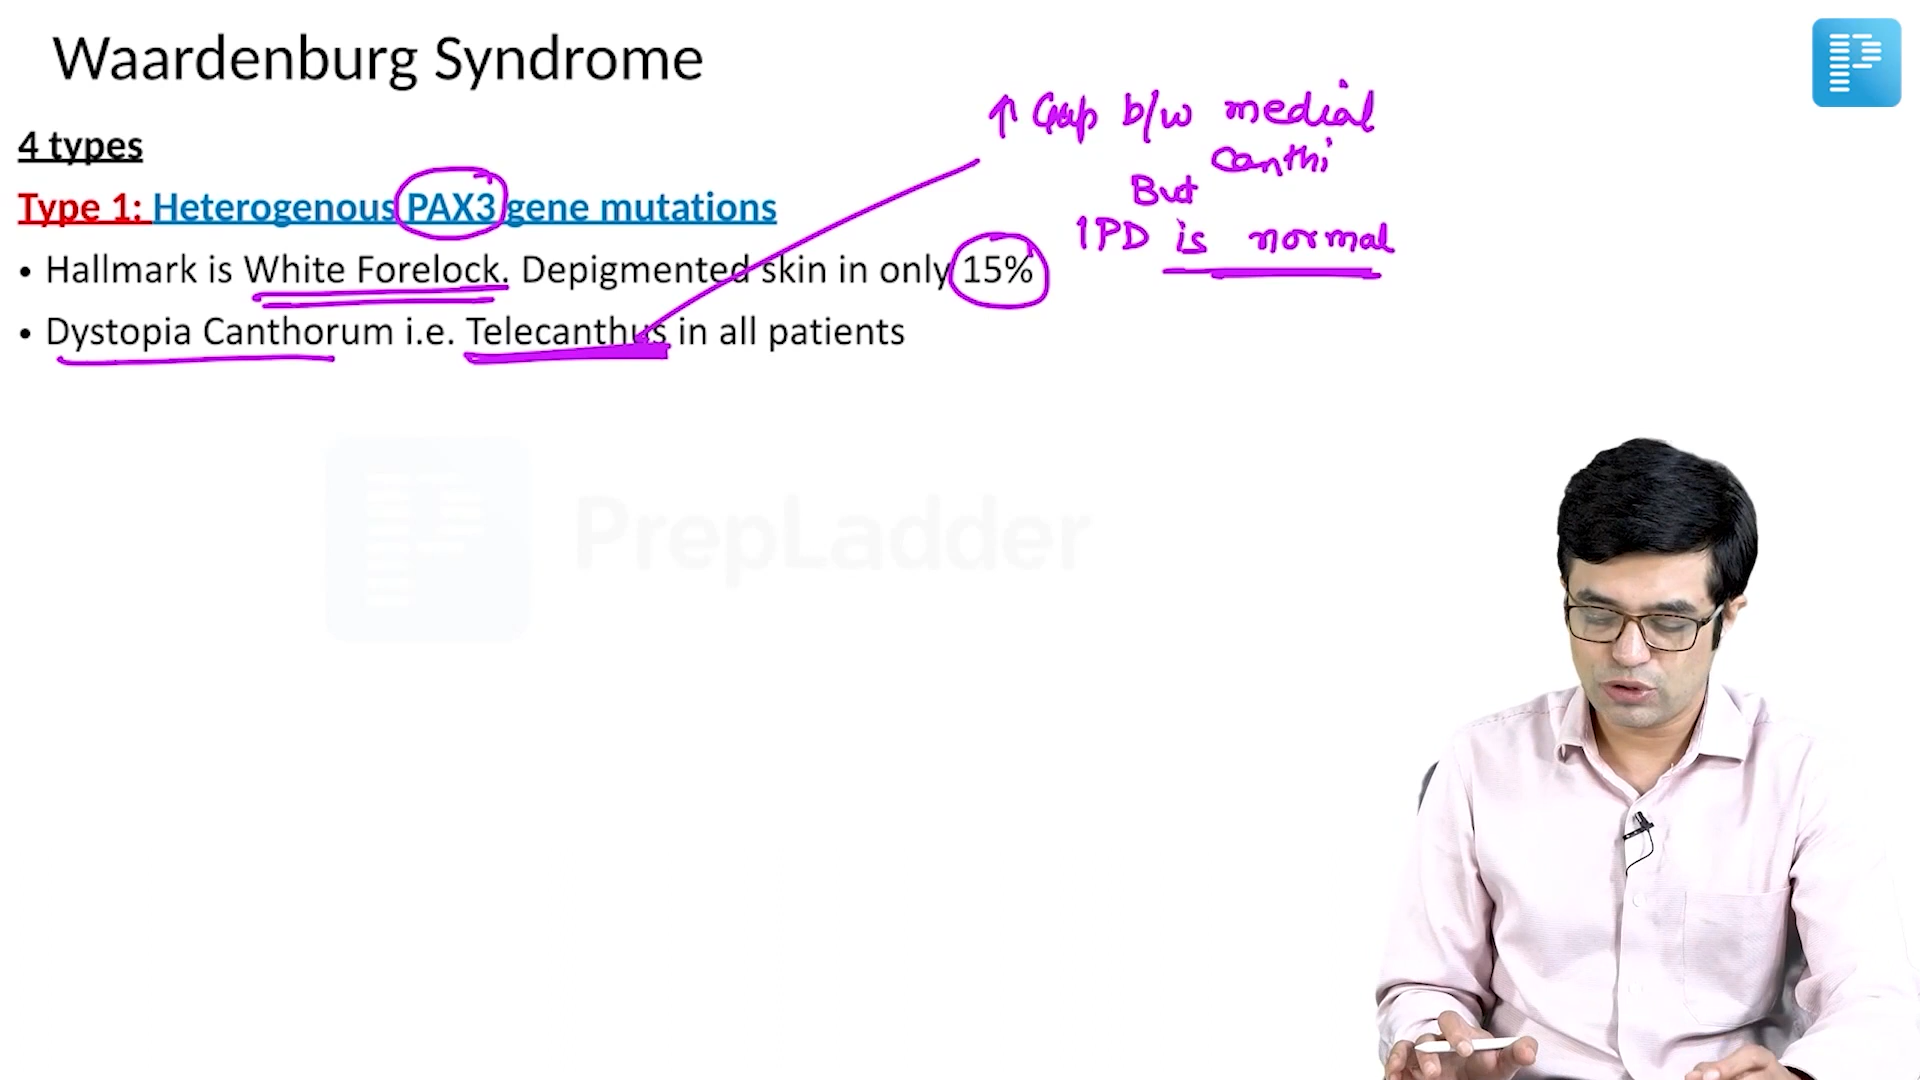 Waardenburg Syndrome
↑ Gap b/w medial
canthi
But
IPD is normal
4 types
Type 1: Heterogenous PAX3 gene mutations
• Hallmark is White Forelock. Depigmented skin in only 15%
• Dystopia Canthorum i.e. Telecanthus in all patients
PrepLadder